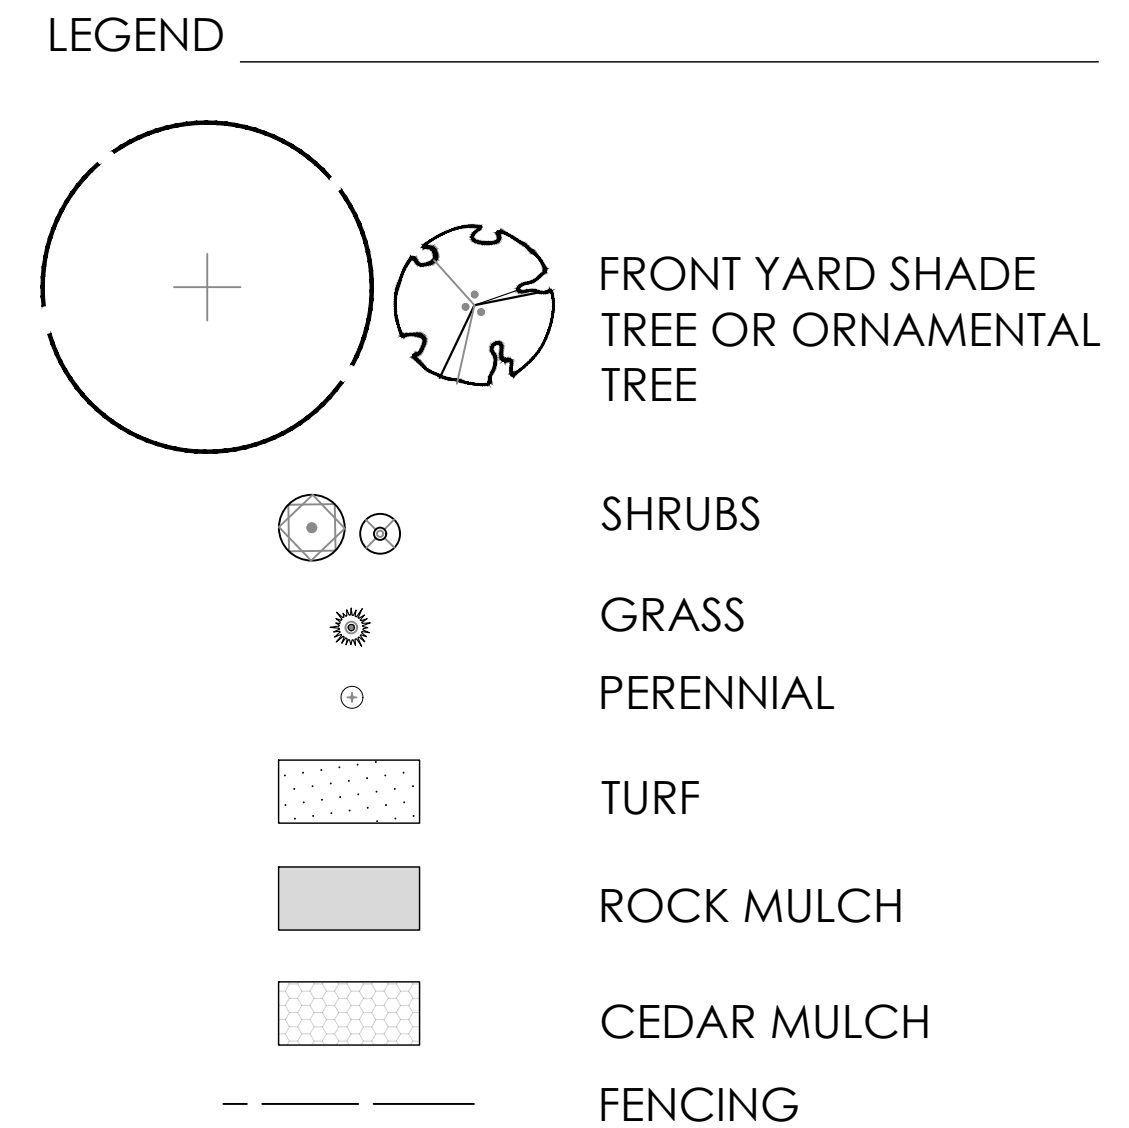 LEGEND
FRONT YARD SHADE
TREE OR ORNAMENTAL
TREE
SHRUBS
GRASS
PERENNIAL
TURF
ROCK MULCH
CEDAR MULCH
FENCING